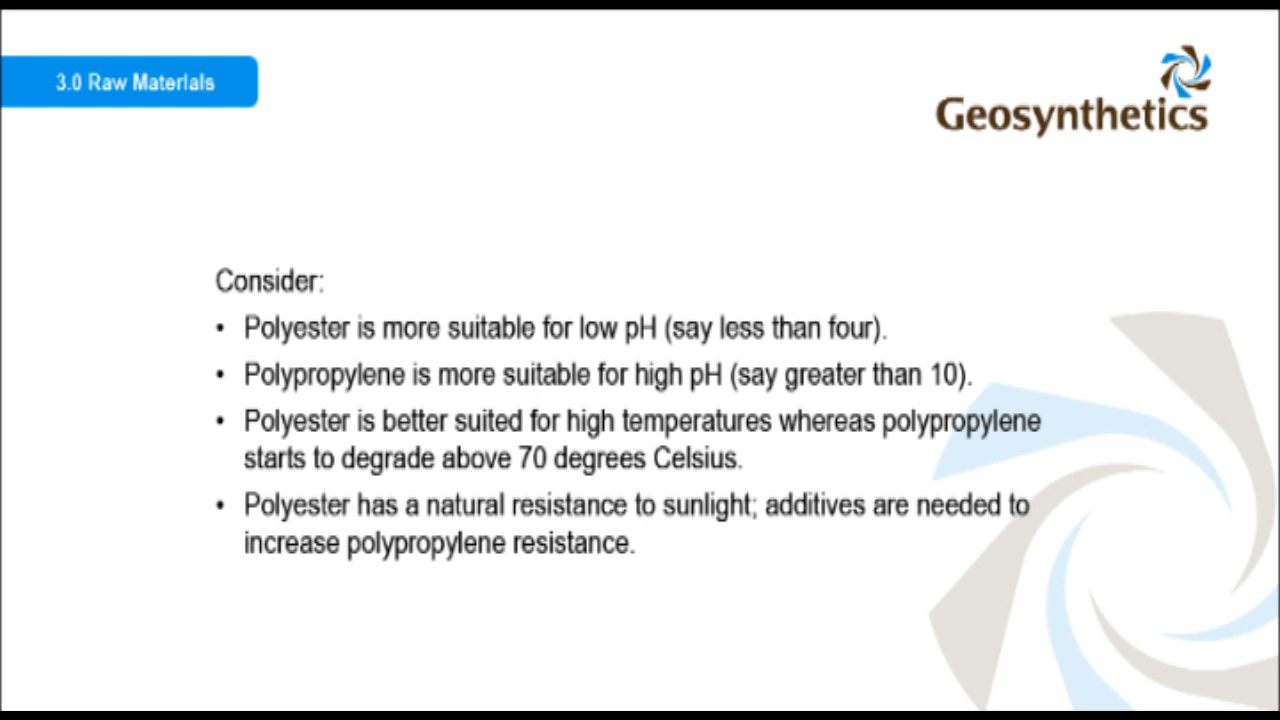 3.0 Raw Materials
Geosynthetics
Consider:
• Polyester is more suitable for low pH (say less than four).
• Polypropylene is more suitable for high pH (say greater than 10).
• Polyester is better suited for high temperatures whereas polypropylene
starts to degrade above 70 degrees Celsius.
• Polyester has a natural resistance to sunlight; additives are needed to
increase polypropylene resistance.